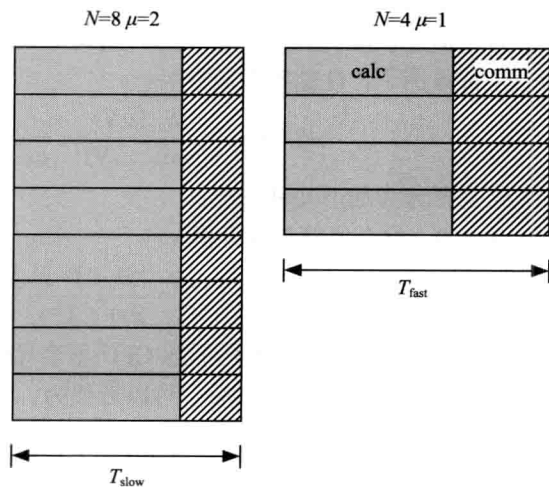 N=8 μ=2
N=4 μ=1
calc
comm
T_slow
T_fast